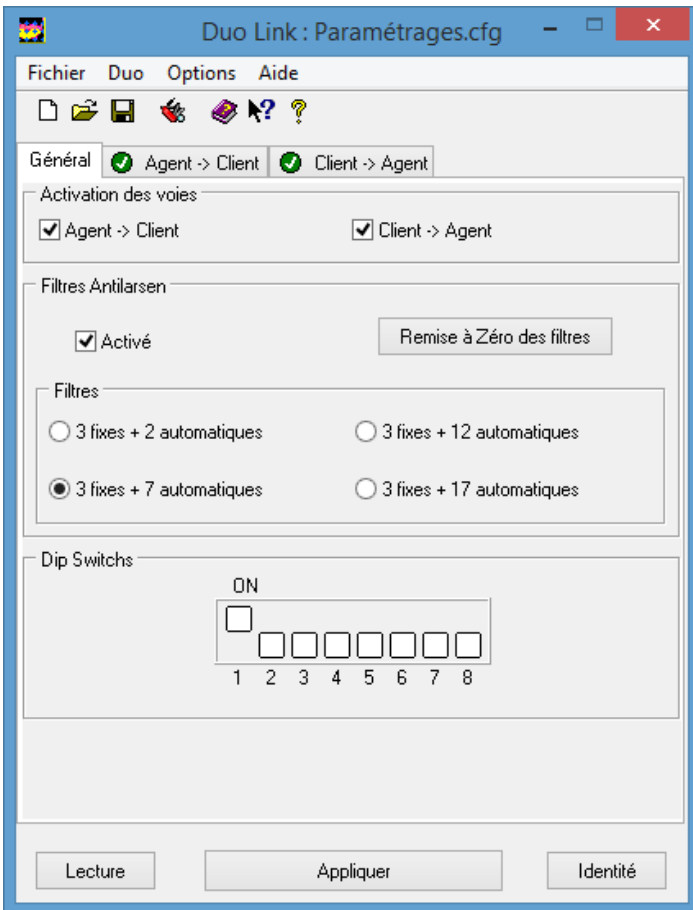 Duo Link : Paramétrages.cfg
Fichier Duo Options Aide
Général Agent -> Client Client -> Agent
Activation des voies
Agent -> Client Client -> Agent
Filtres Antilarsen
Activé Remise à Zéro des filtres
Filtres
3 fixes + 2 automatiques 3 fixes + 12 automatiques
3 fixes + 7 automatiques 3 fixes + 17 automatiques
Dip Switchs
ON
1 2 3 4 5 6 7 8
Lecture Appliquer Identité